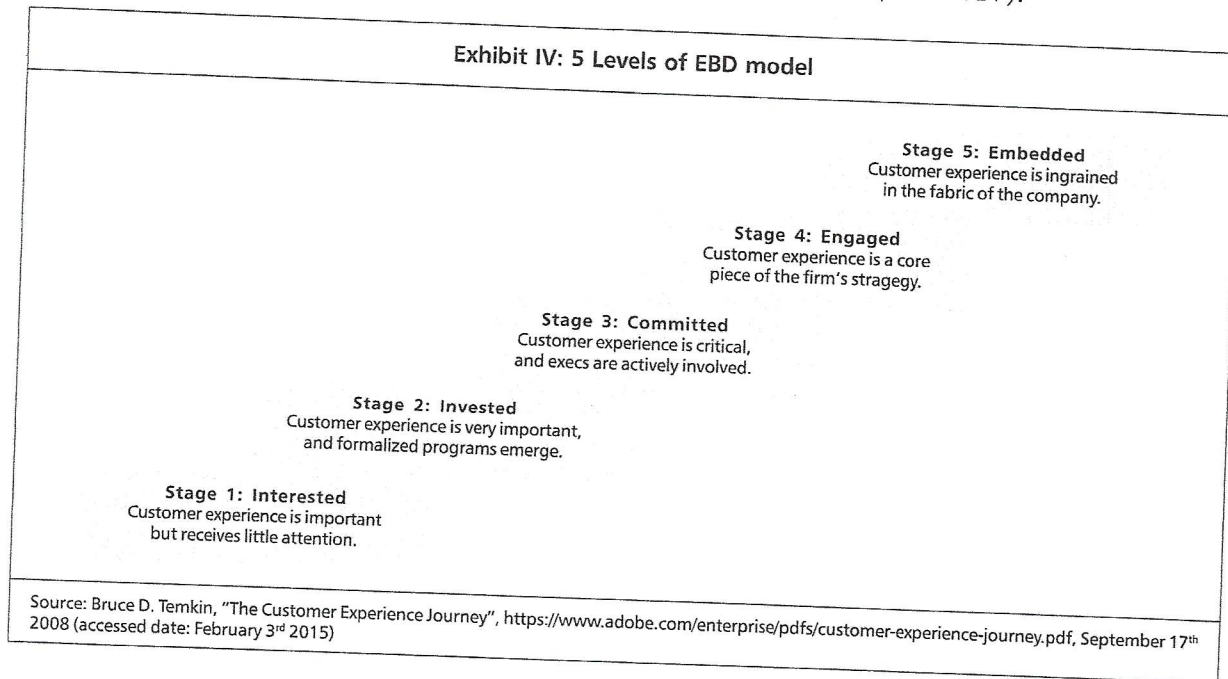 Exhibit IV: 5 Levels of EBD model
Stage 5: Embedded
Customer experience is ingrained
in the fabric of the company.
Stage 4: Engaged
Customer experience is a core
piece of the firm's stragegy.
Stage 3: Committed
Customer experience is critical,
and execs are actively involved.
Stage 2: Invested
Customer experience is very important,
and formalized programs emerge.
Stage 1: Interested
Customer experience is important
but receives little attention.
Source: Bruce D. Temkin, "The Customer Experience Journey", https://www.adobe.com/enterprise/pdfs/customer-experience-journey.pdf, September 17th
2008 (accessed date: February 3rd 2015)